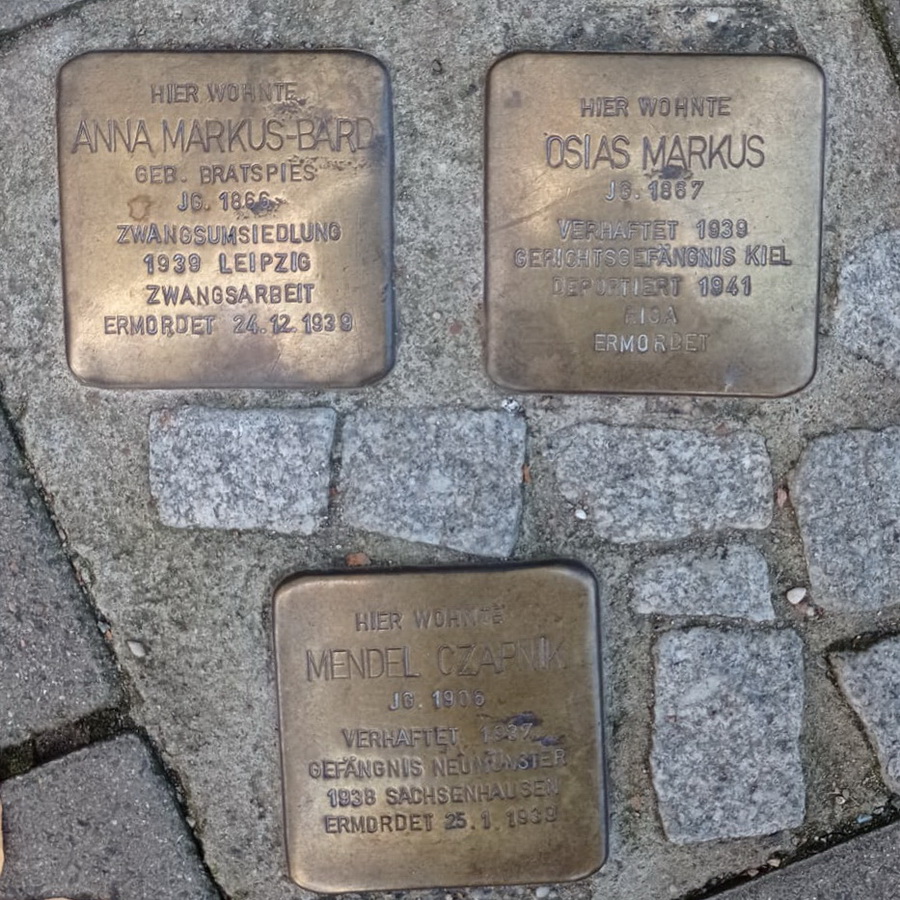 HIER WOHNTE
ANNA MARKUS-BARD
GEB. BRATSPIES
JG. 1866
ZWANGSUMSIEDLUNG
1939 LEIPZIG
ZWANGSARBEIT
ERMORDET 24.12.1939
HIER WOHNTE
OSIAS MARKUS
JG. 1867
VERHAFTET 1939
GERICHTSGEFÄNGNIS KIEL
DEPORTIERT 1941
RIGA
ERMORDET
HIER WOHNTE
MENDEL CZAPNIK
JG. 1906
VERHAFTET 1937
GEFÄNGNIS NEUMÜNSTER
1938 SACHSENHAUSEN
ERMORDET 25.1.1939